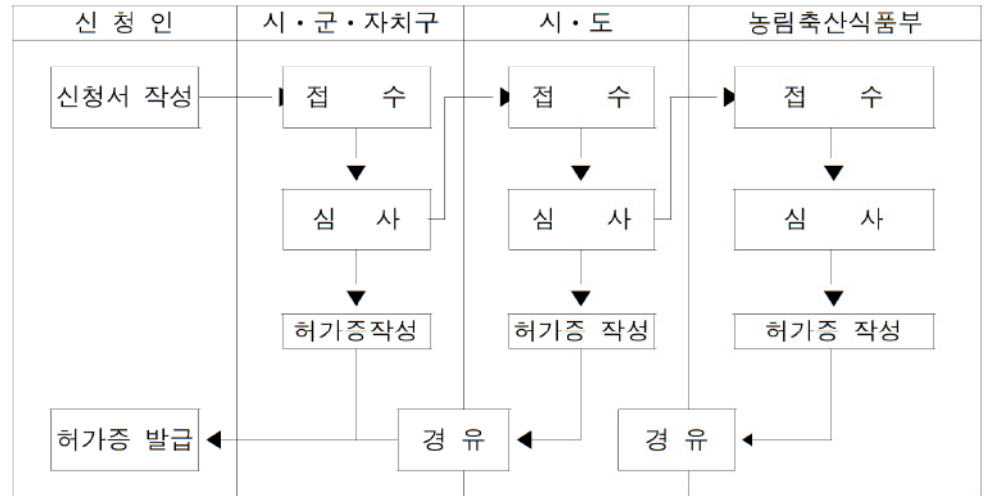 신 청 인 시·군·자치구 시·도 농림축산식품부
신청서 작성 접 수 접 수 접 수
심 사 심 사 심 사
허가증작성 허가증 작성 허가증 작성
허가증 발급 경 유 경 유